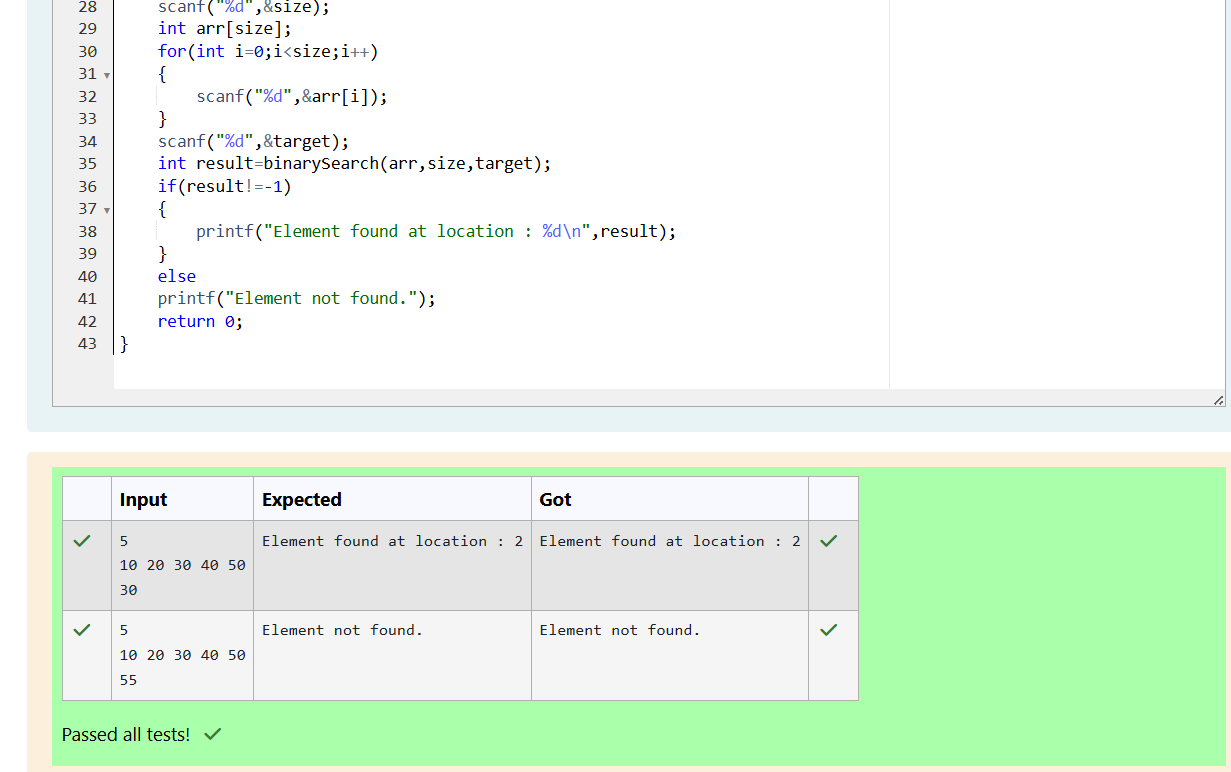 28 scanf("%d",&size);
29 int arr[size];
30 for(int i=0;i<size;i++)
31 {
32 scanf("%d",&arr[i]);
33 }
34 scanf("%d",&target);
35 int result=binarySearch(arr,size,target);
36 if(result!=-1)
37 {
38 printf("Element found at location : %d\n",result);
39 }
40 else
41 printf("Element not found.");
42 return 0;
43 }
Input Expected Got
5 Element found at location : 2 Element found at location : 2
10 20 30 40 50
30
5 Element not found. Element not found.
10 20 30 40 50
55
Passed all tests!